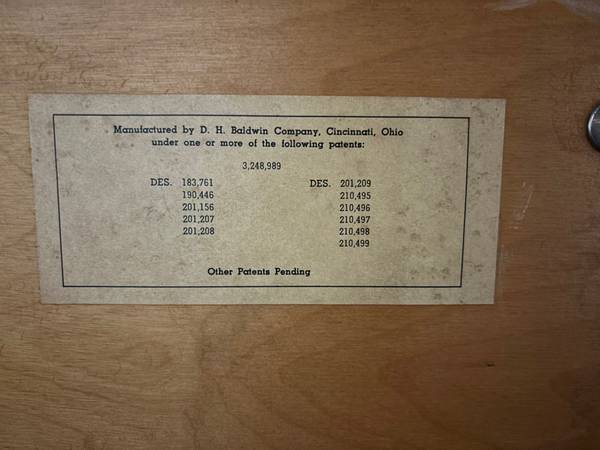 Manufactured by D. H. Baldwin Company, Cincinnati, Ohio
under one or more of the following patents:
3,248,989
DES. 183,761
190,446
201,156
201,207
201,208
DES. 201,209
210,495
210,496
210,497
210,498
210,499
Other Patents Pending